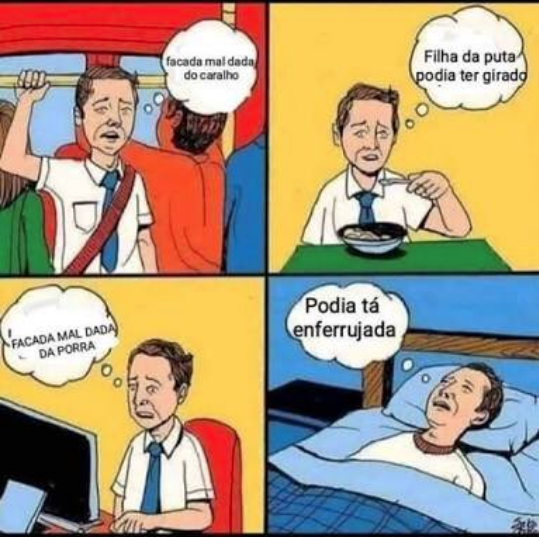 facada mal dada
do caralho
Filha da puta
podia ter girado
FACADA MAL DADA
DA PORRA
Podia tá
enferrujada